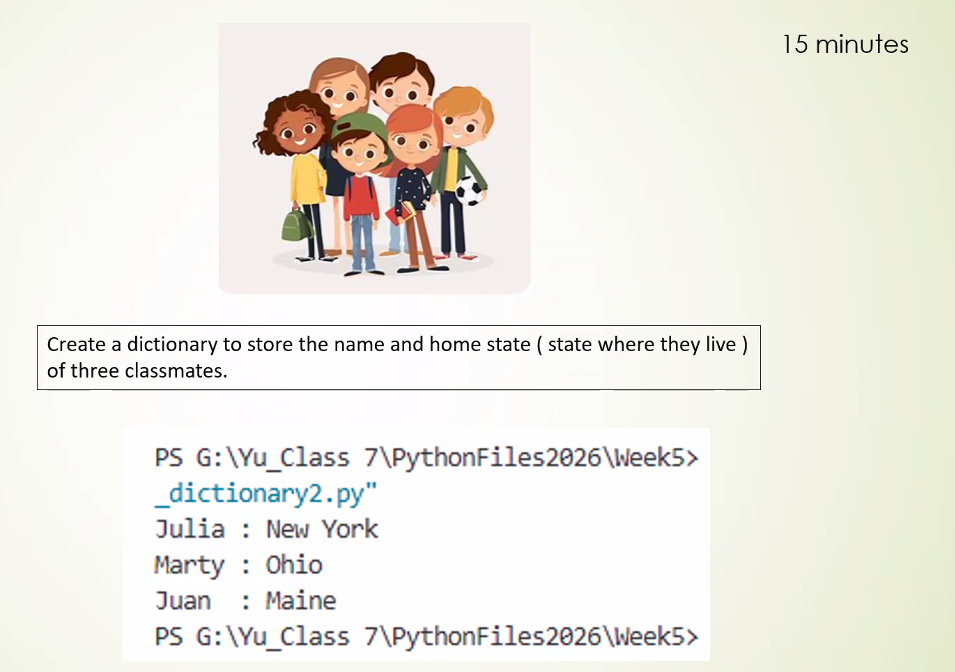 15 minutes
Create a dictionary to store the name and home state ( state where they live )
of three classmates.
PS G:\Yu_Class 7\PythonFiles2026\Week5>
_dictionary2.py"
Julia : New York
Marty : Ohio
Juan  : Maine
PS G:\Yu_Class 7\PythonFiles2026\Week5>